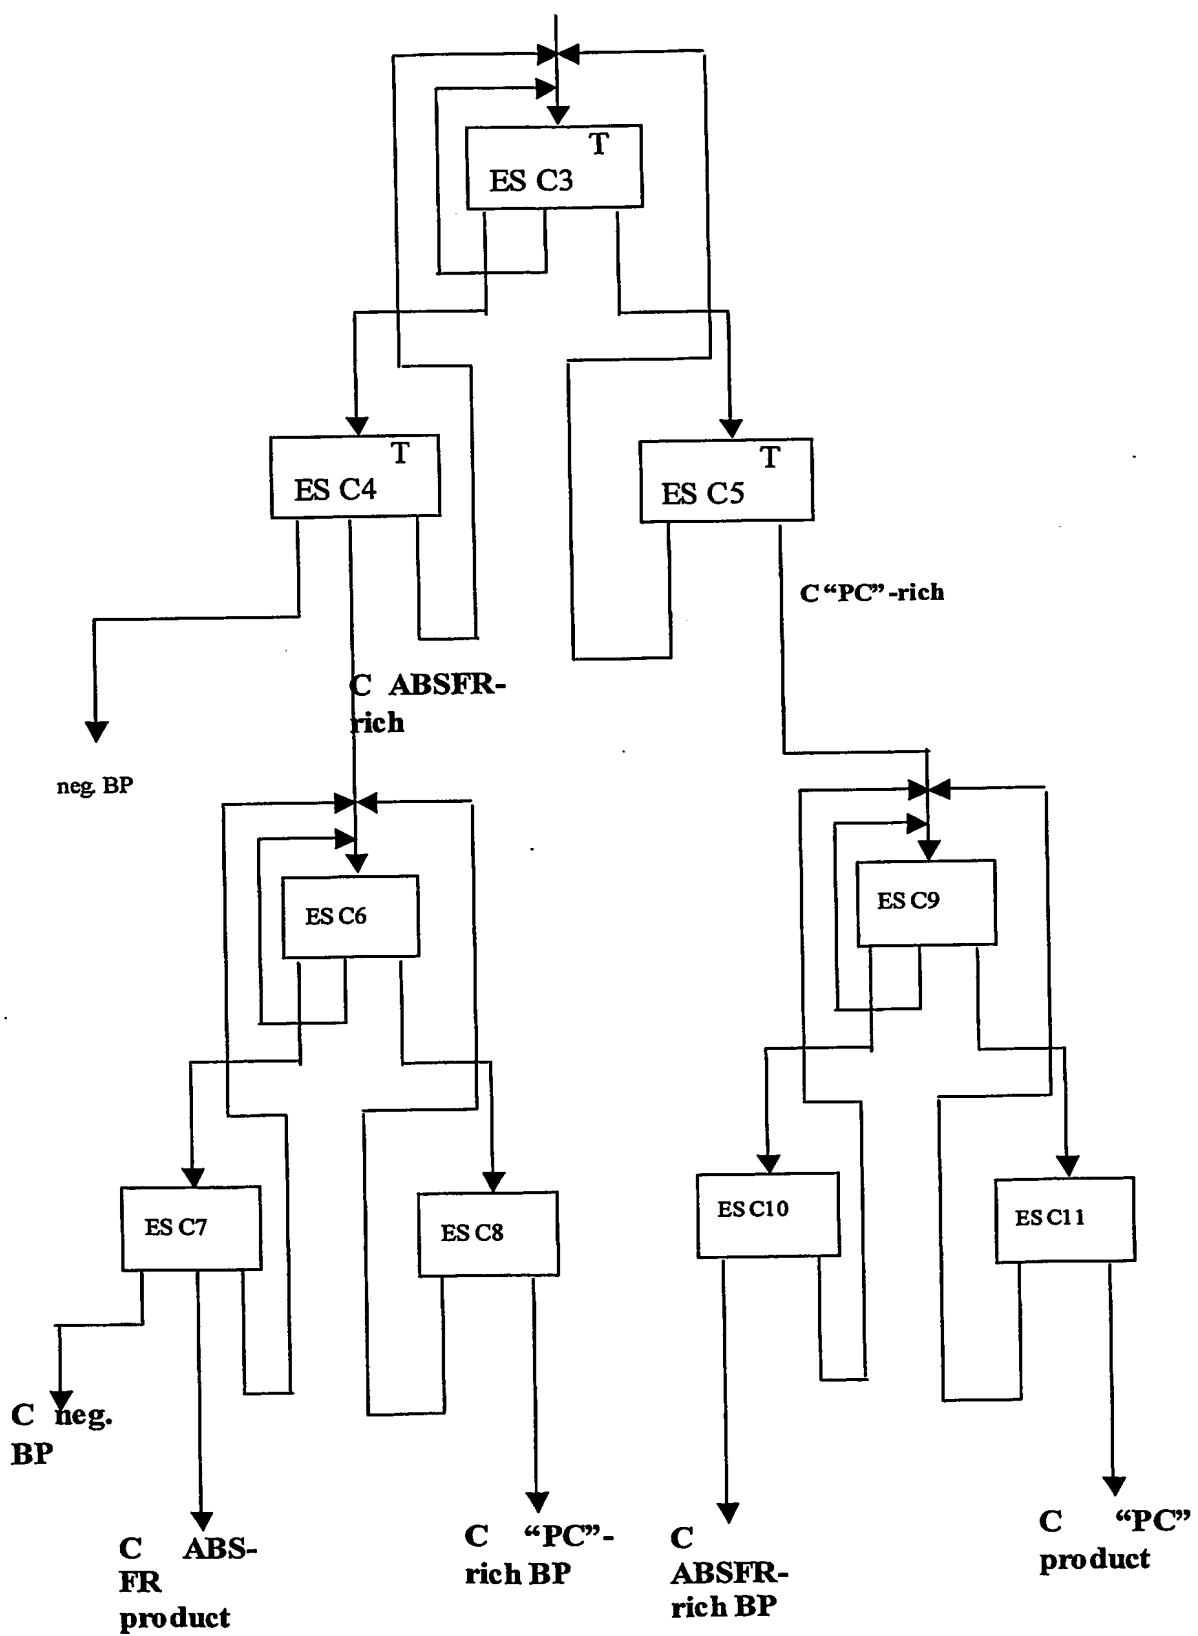 T
ES C3
T
ES C4
T
ES C5
C “PC”-rich
C ABSFR-
rich
neg. BP
ES C6
ES C9
ES C7
ES C8
ES C10
ES C11
C neg.
BP
C ABS-
FR
product
C “PC”-
rich BP
C
ABSFR-
rich BP
C “PC”
product